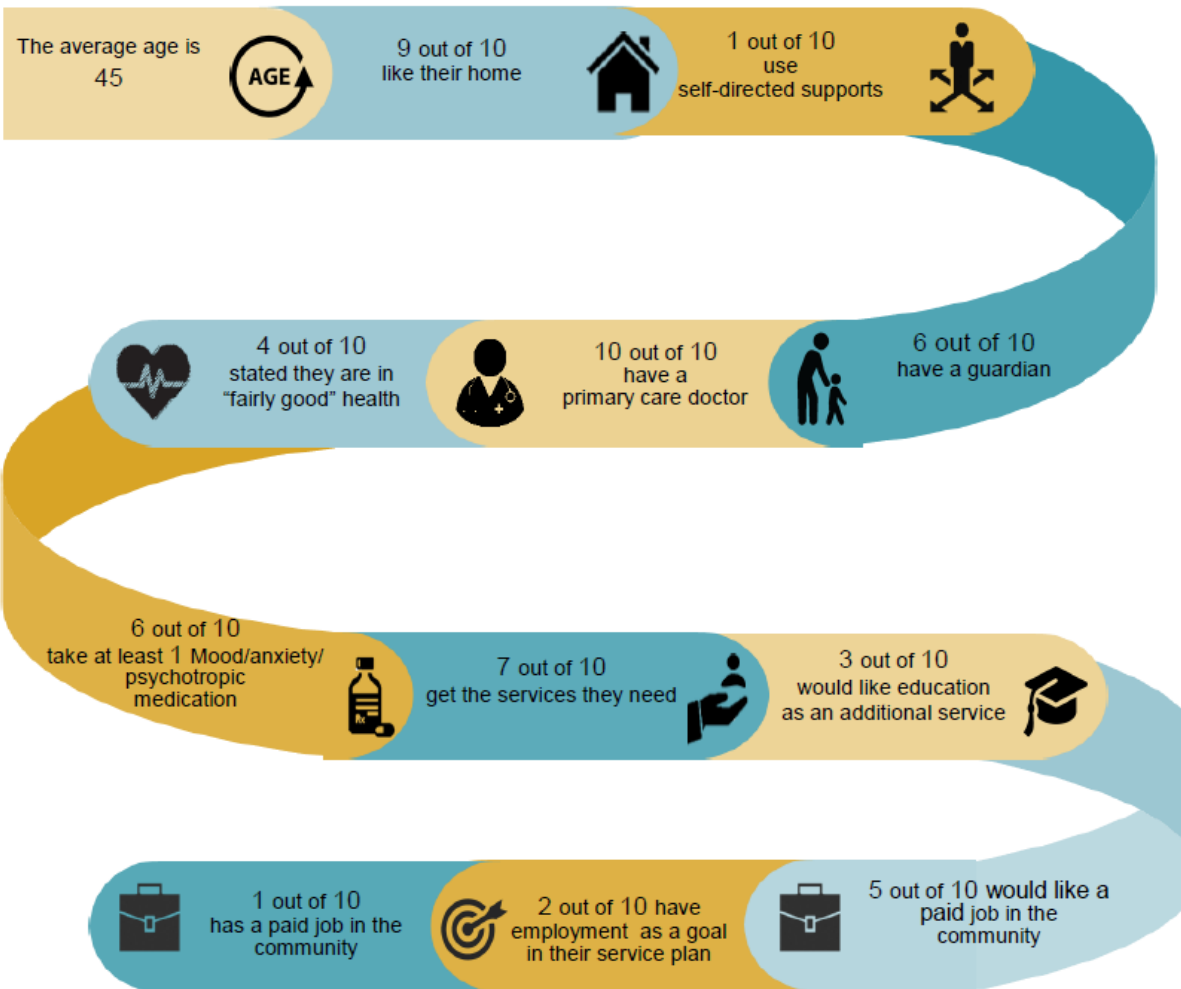 The average age is
45
AGE
9 out of 10
like their home
1 out of 10
use
self-directed supports
6 out of 10
have a guardian
10 out of 10
have a
primary care doctor
4 out of 10
stated they are in
“fairly good” health
6 out of 10
take at least 1 Mood/anxiety/
psychotropic
medication
Rx
7 out of 10
get the services they need
3 out of 10
would like education
as an additional service
5 out of 10 would like a
paid job in the
community
2 out of 10 have
employment as a goal
in their service plan
1 out of 10
has a paid job in the
community